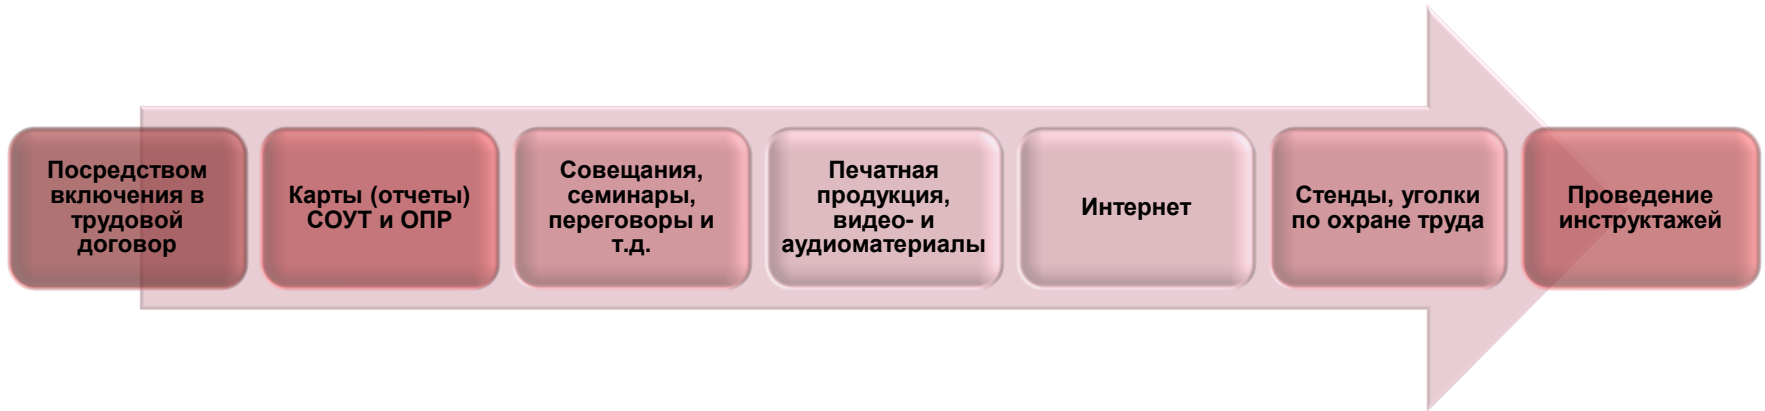 Посредством
включения в
трудовой
договор
Карты (отчеты)
СОУТ и ОПР
Совещания,
семинары,
переговоры и
т.д.
Печатная
продукция,
видео- и
аудиоматериалы
Интернет
Стенды, уголки
по охране труда
Проведение
инструктажей